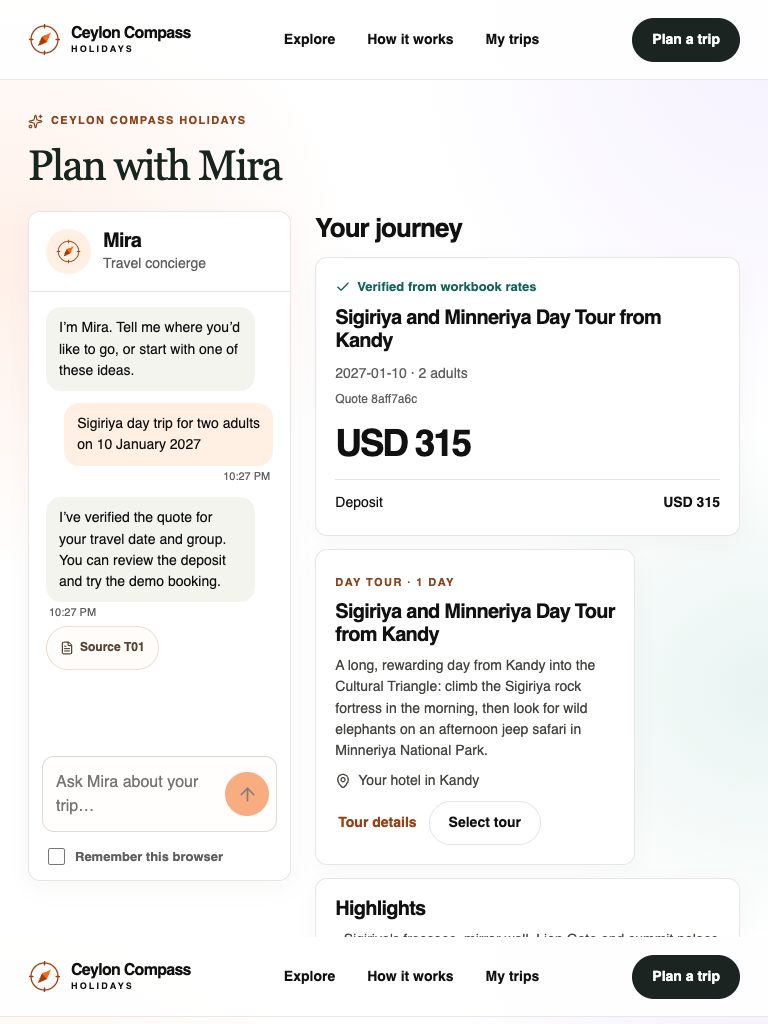 Ceylon Compass
HOLIDAYS
Explore
How it works
My trips
Plan a trip
CEYLON COMPASS HOLIDAYS
Plan with Mira
Mira
Travel concierge
I’m Mira. Tell me where you’d
like to go, or start with one of
these ideas.
Sigiriya day trip for two adults
on 10 January 2027
10:27 PM
I’ve verified the quote for
your travel date and group.
You can review the deposit
and try the demo booking.
10:27 PM
Source T01
Ask Mira about your
trip…
Remember this browser
Your journey
Verified from workbook rates
Sigiriya and Minneriya Day Tour from
Kandy
2027-01-10 · 2 adults
Quote 8aff7a6c
USD 315
Deposit
USD 315
DAY TOUR · 1 DAY
Sigiriya and Minneriya Day Tour
from Kandy
A long, rewarding day from Kandy into the
Cultural Triangle: climb the Sigiriya rock
fortress in the morning, then look for wild
elephants on an afternoon jeep safari in
Minneriya National Park.
Your hotel in Kandy
Tour details
Select tour
Highlights
Ceylon Compass
HOLIDAYS
Explore
How it works
My trips
Plan a trip